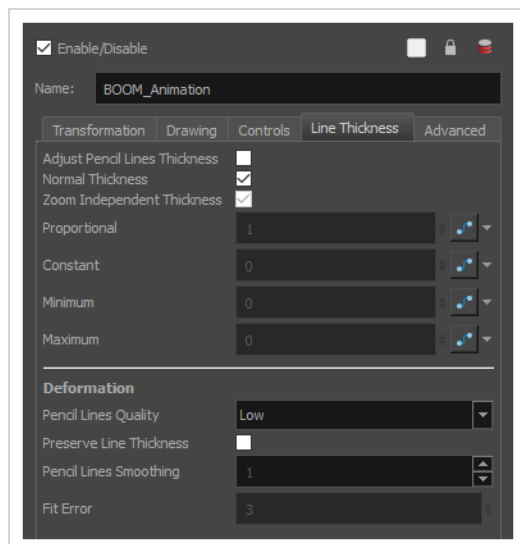 Enable/Disable
Name: BOOM_Animation
Transformation Drawing Controls Line Thickness Advanced
Adjust Pencil Lines Thickness
Normal Thickness
Zoom Independent Thickness
Proportional 1
Constant 0
Minimum 0
Maximum 0
Deformation
Pencil Lines Quality Low
Preserve Line Thickness
Pencil Lines Smoothing 1
Fit Error 3